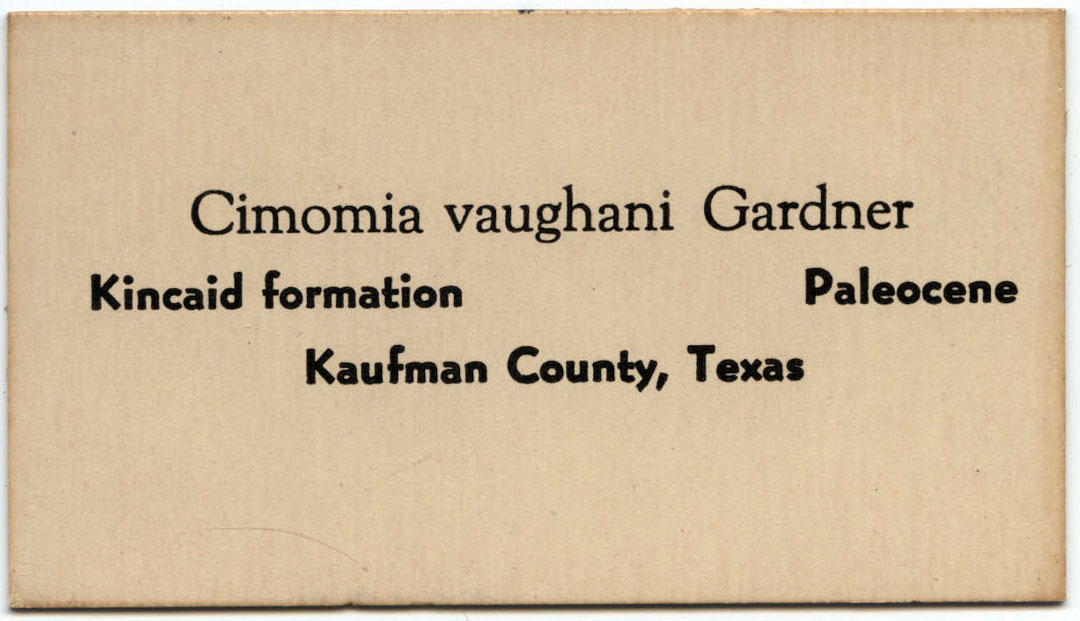 Cimomia vaughani Gardner
Kincaid formation Paleocene
Kaufman County, Texas